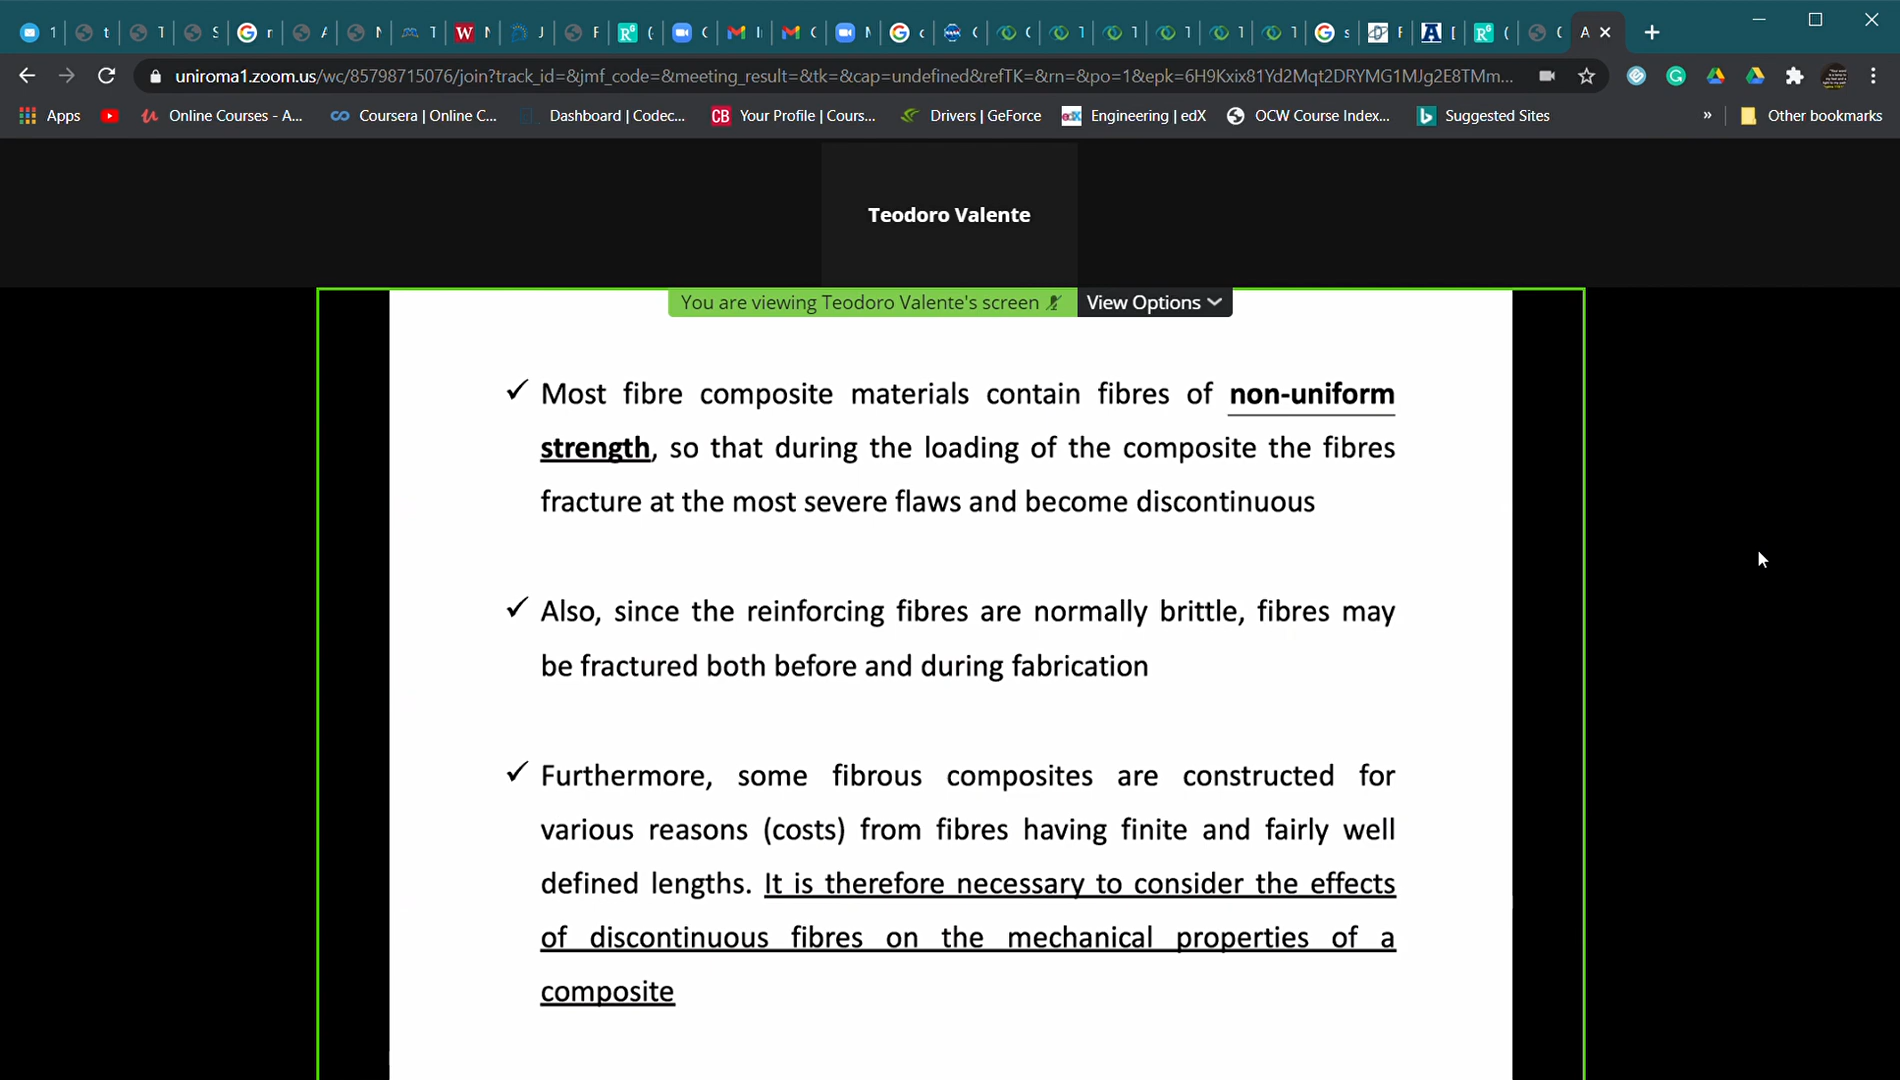 uniroma1.zoom.us/wc/85798715076/join?track_id=&jmf_code=&meeting_result=&tk=&cap=undefined&refTK=&rn=&po=1&epk=6H9Kxix81Yd2Mqt2DRYMG1MJg2E8TMm...
Apps Online Courses - A... Coursera | Online C... Dashboard | Codec... CB Your Profile | Cours... Drivers | GeForce edX Engineering | edX OCW Course Index... Suggested Sites » Other bookmarks
Teodoro Valente
You are viewing Teodoro Valente's screen View Options
✓ Most fibre composite materials contain fibres of non-uniform
strength, so that during the loading of the composite the fibres
fracture at the most severe flaws and become discontinuous
✓ Also, since the reinforcing fibres are normally brittle, fibres may
be fractured both before and during fabrication
✓ Furthermore, some fibrous composites are constructed for
various reasons (costs) from fibres having finite and fairly well
defined lengths. It is therefore necessary to consider the effects
of discontinuous fibres on the mechanical properties of a
composite